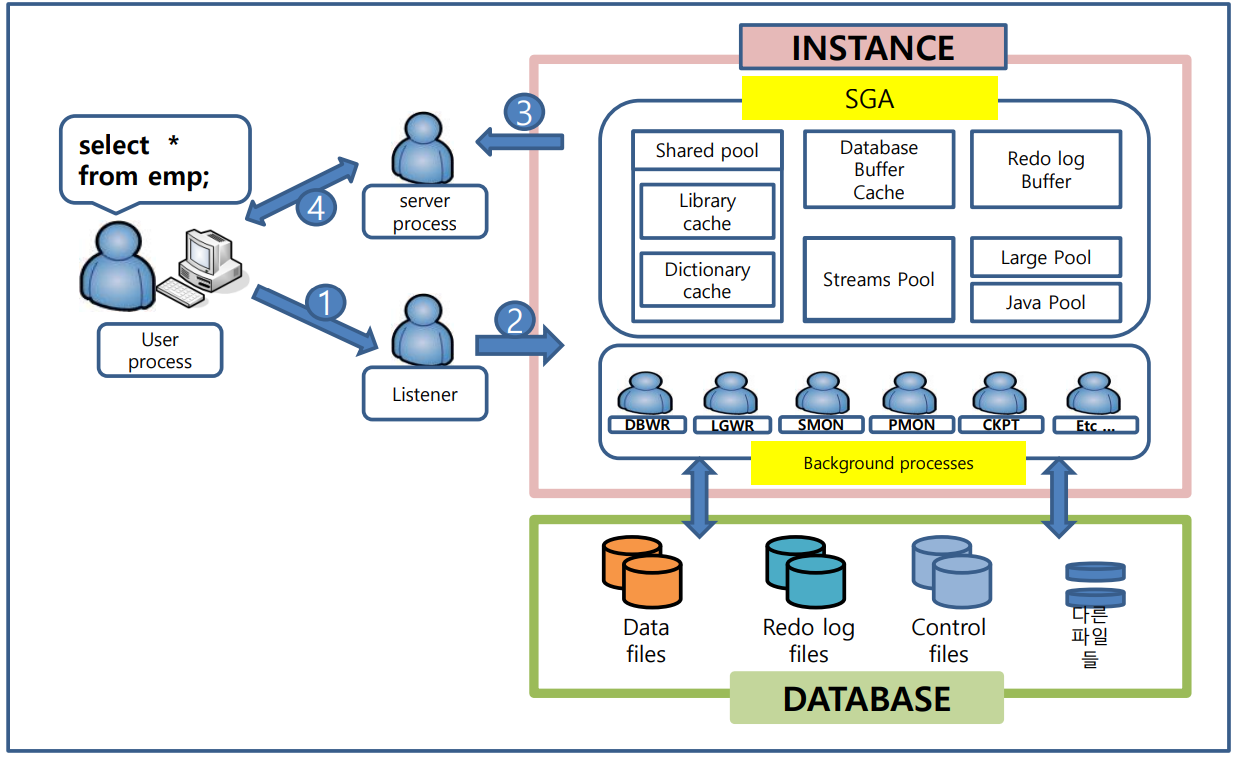 INSTANCE
SGA
select *
from emp;
3
4
server
process
User
process
1
Listener
2
Shared pool
Library
cache
Dictionary
cache
Database
Buffer
Cache
Redo log
Buffer
Streams Pool
Large Pool
Java Pool
DBWR
LGWR
SMON
PMON
CKPT
Etc ...
Background processes
Data
files
Redo log
files
Control
files
다른
파일
들
DATABASE